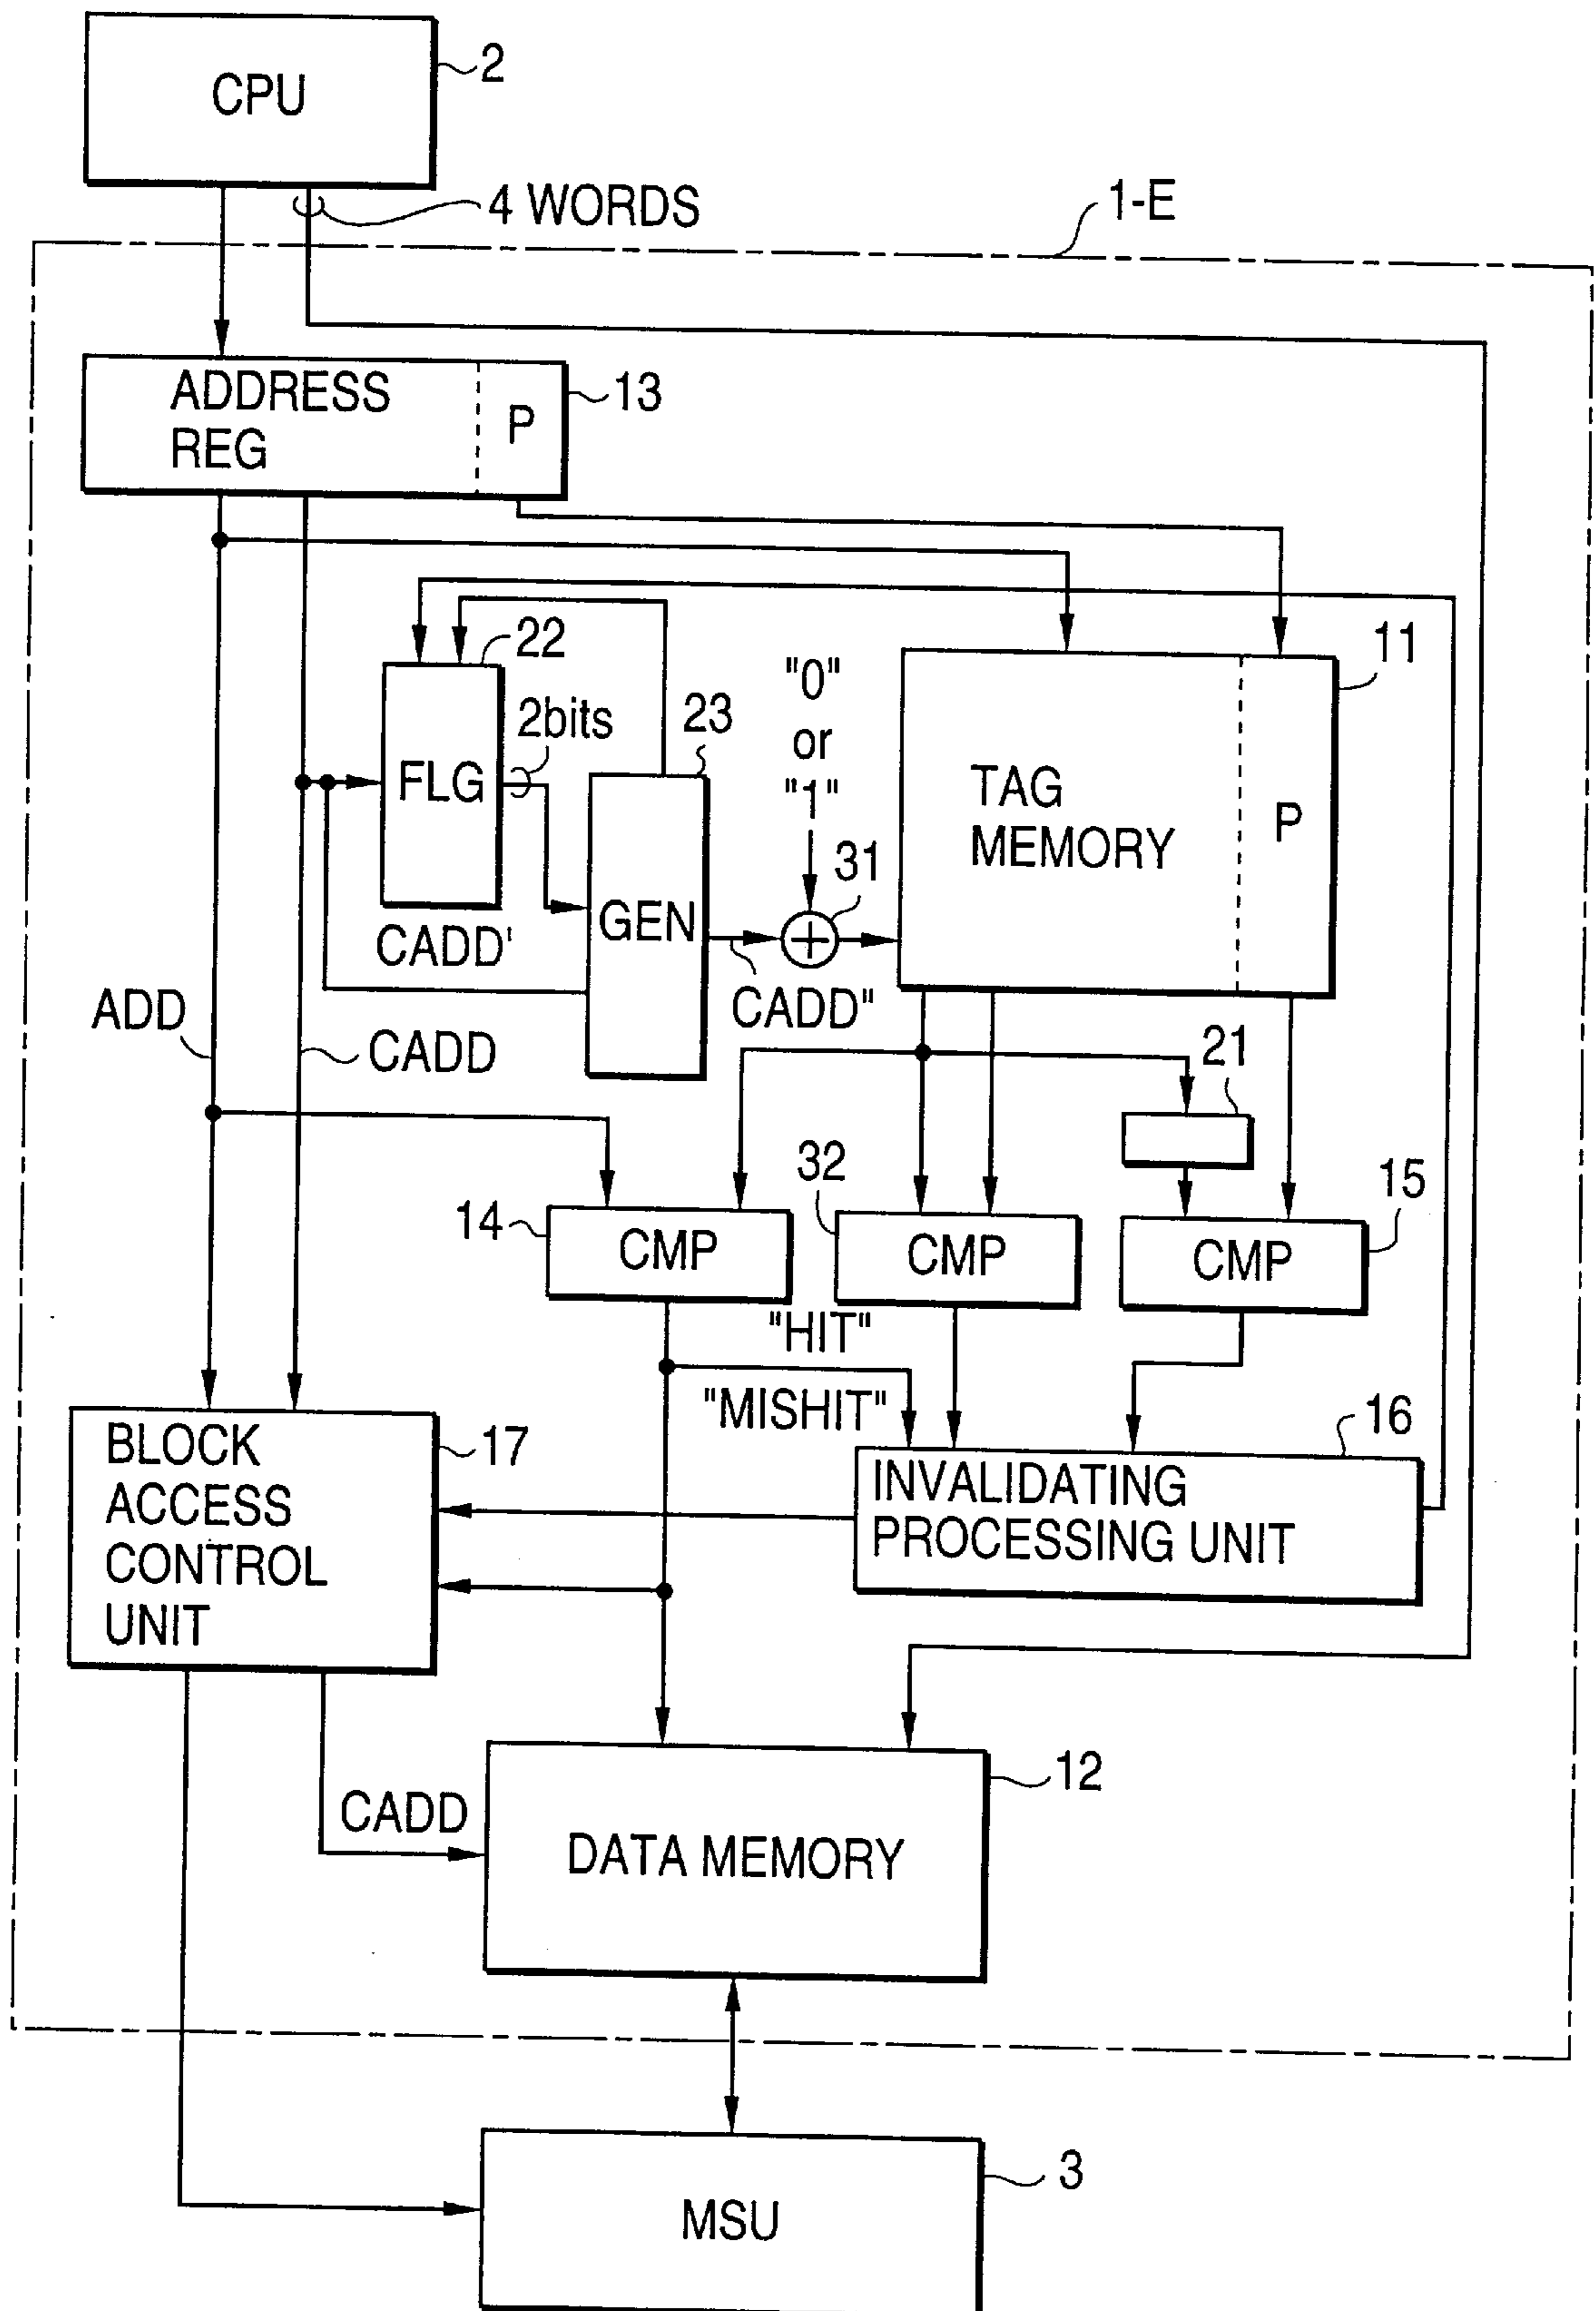 CPU
2
4 WORDS
1-E
ADDRESS
REG
P
13
22
2bits
23
"0"
or
"1"
11
FLG
TAG
MEMORY
P
31
GEN
CADD'
CADD"
ADD
CADD
21
32
15
14
CMP
CMP
CMP
"HIT"
"MISHIT"
16
BLOCK
ACCESS
CONTROL
UNIT
17
INVALIDATING
PROCESSING UNIT
12
CADD
DATA MEMORY
3
MSU